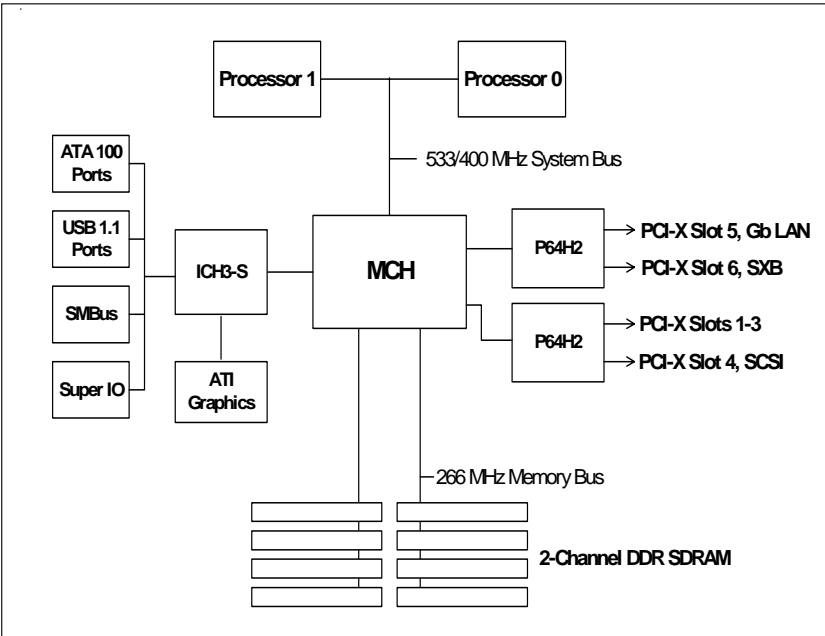 Processor 1
Processor 0
533/400 MHz System Bus
ATA 100
Ports
USB 1.1
Ports
SMBus
Super IO
ICH3-S
ATI
Graphics
MCH
P64H2
PCI-X Slot 5, Gb LAN
PCI-X Slot 6, SXB
P64H2
PCI-X Slots 1-3
PCI-X Slot 4, SCSI
266 MHz Memory Bus
2-Channel DDR SDRAM